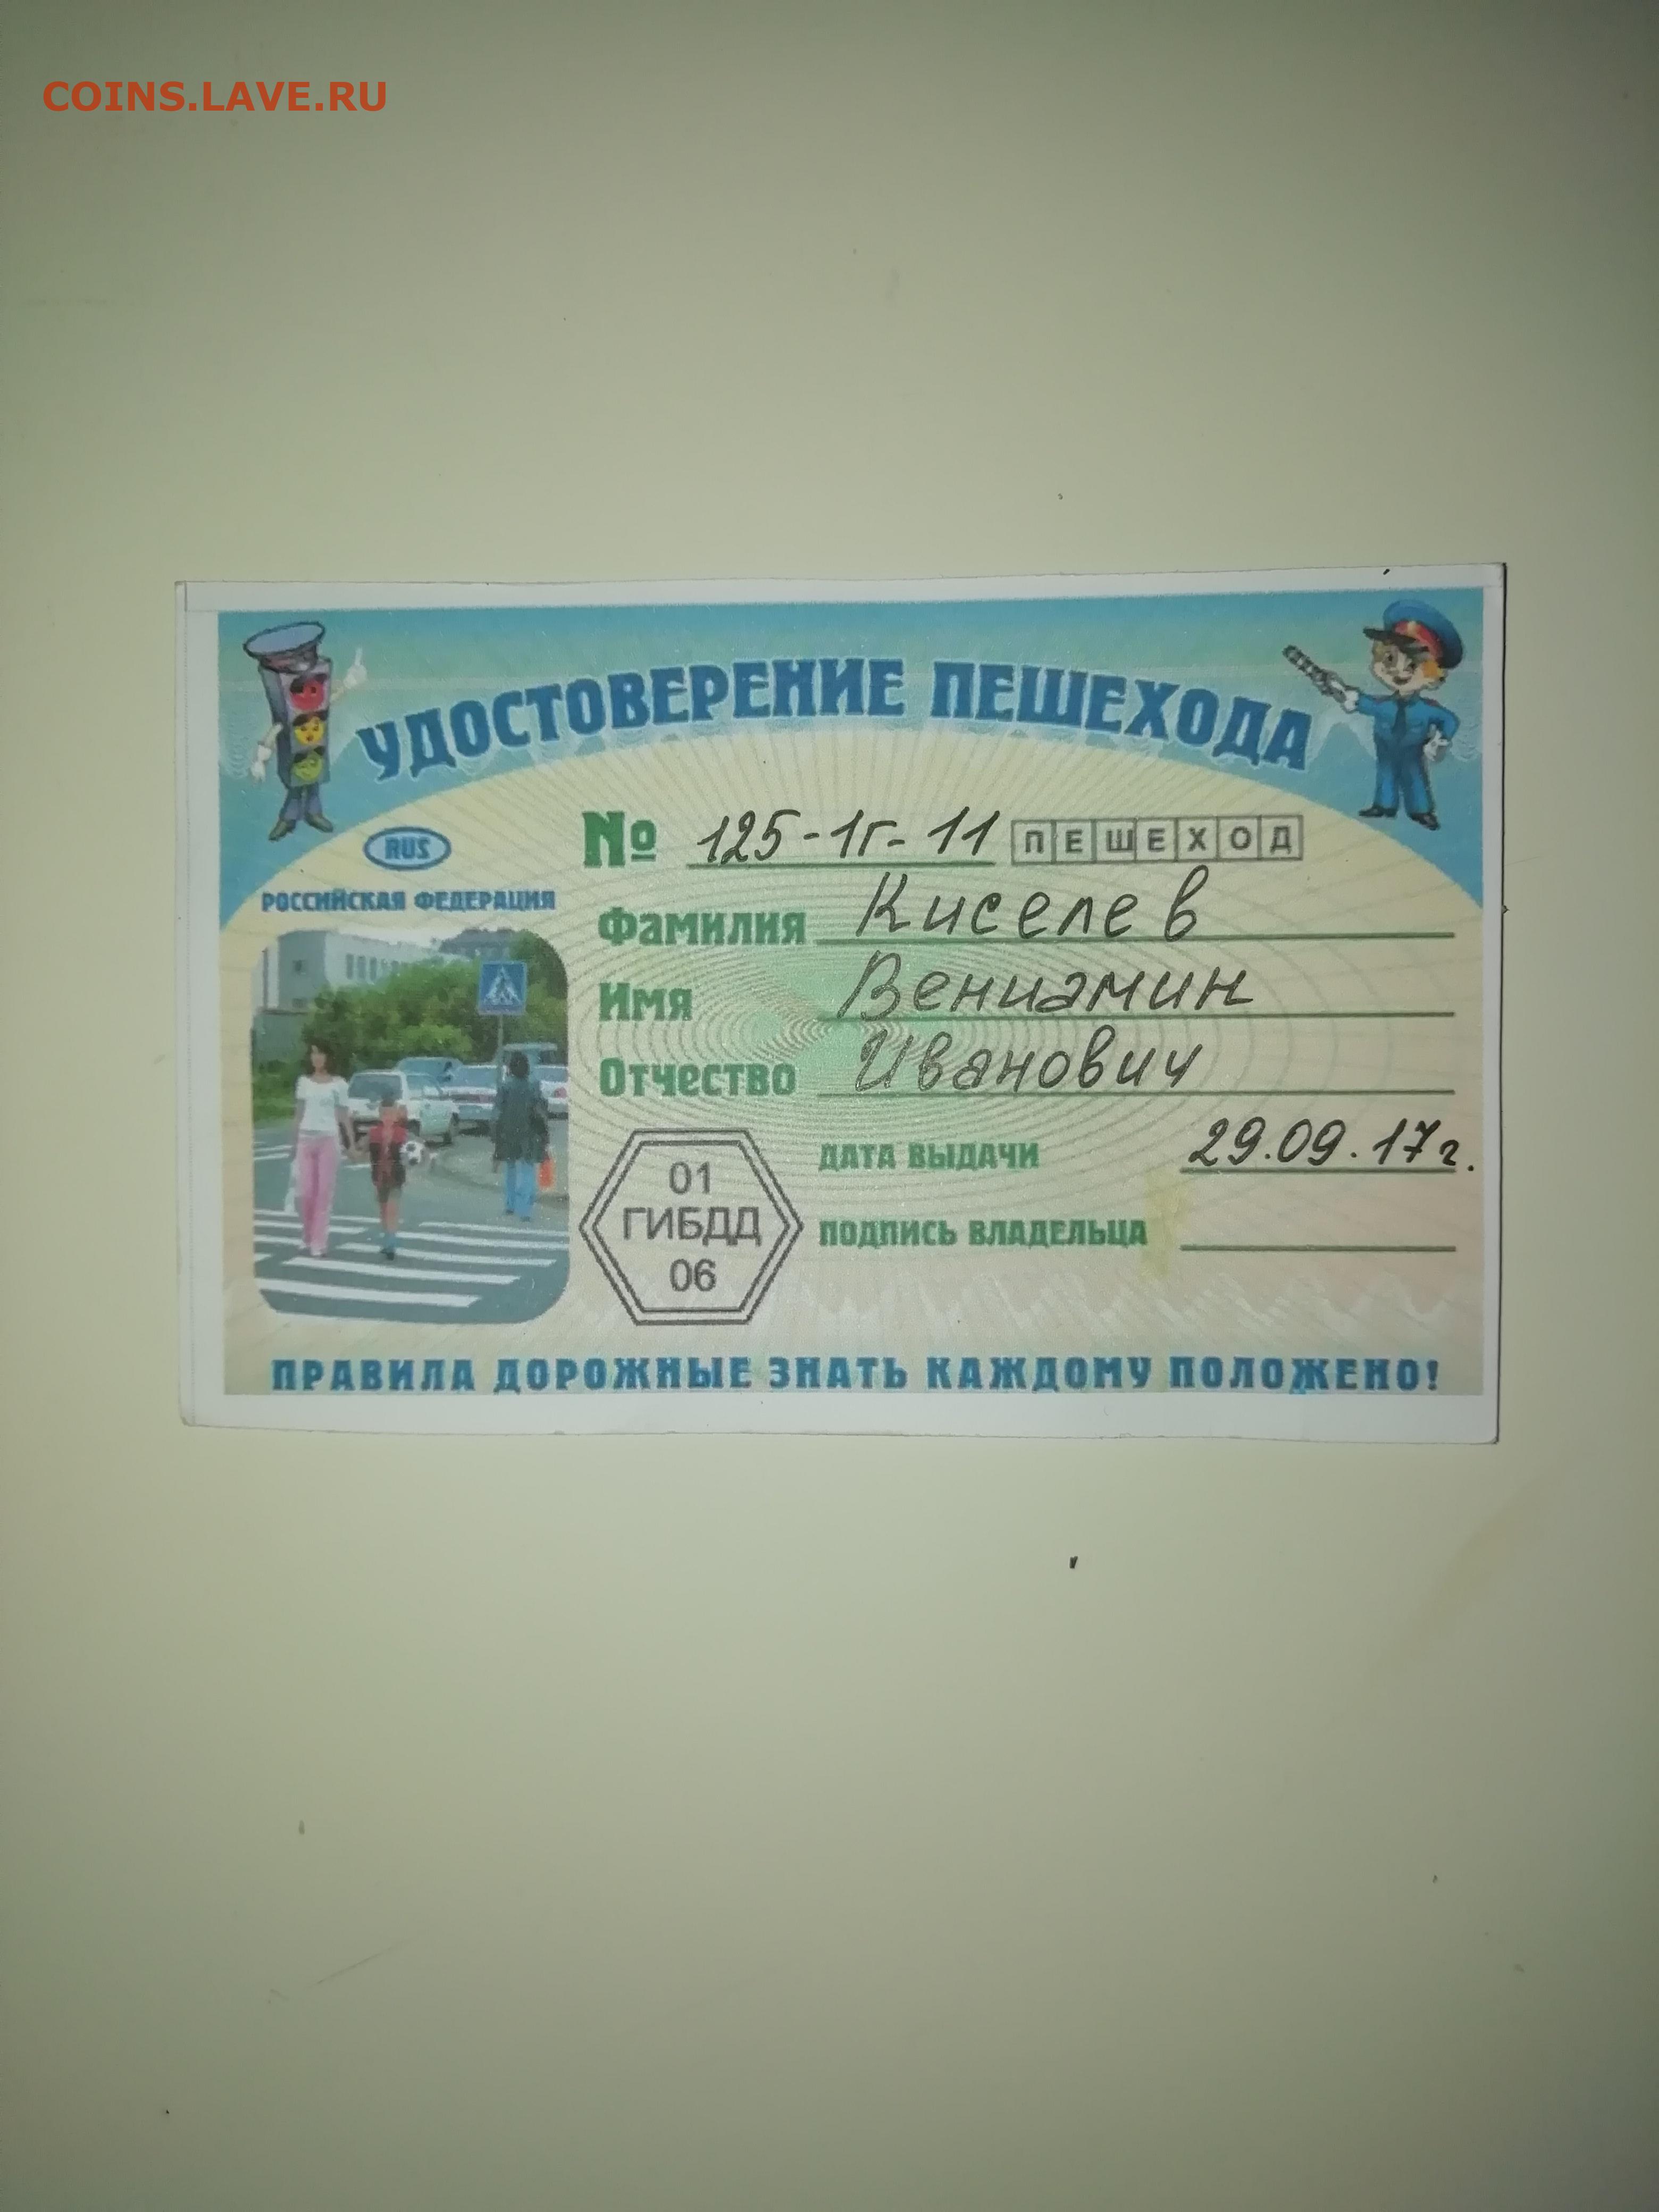 COINS.LAVE.RU
УДОСТОВЕРЕНИЕ ПЕШЕХОДА
№ 125-1г-11 ПЕШЕХОД
RUS
РОССИЙСКАЯ ФЕДЕРАЦИЯ
Фамилия Киселев
Имя Вениамин
Отчество Иванович
ДАТА ВЫДАЧИ 29.09.17г.
01
ГИБДД
06
ПОДПИСЬ ВЛАДЕЛЬЦА
ПРАВИЛА ДОРОЖНЫЕ ЗНАТЬ КАЖДОМУ ПОЛОЖЕНО!